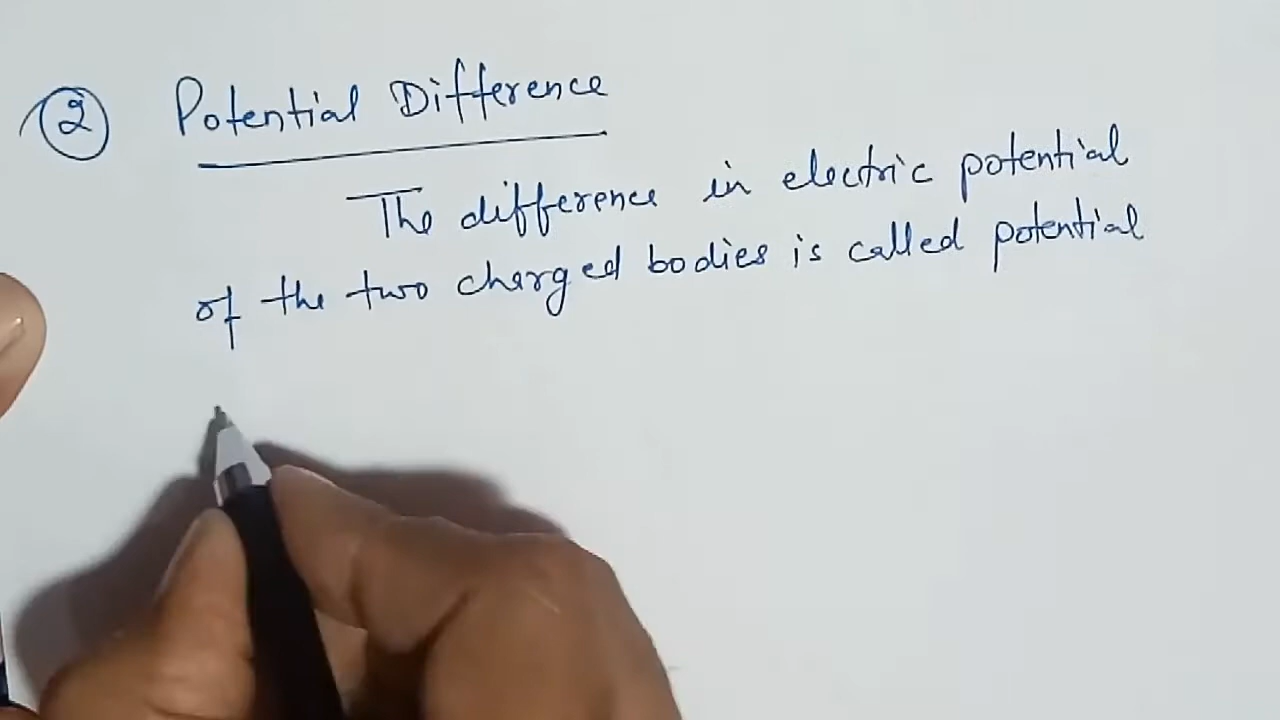 2 Potential Difference
The difference in electric potential
of the two charged bodies is called potential